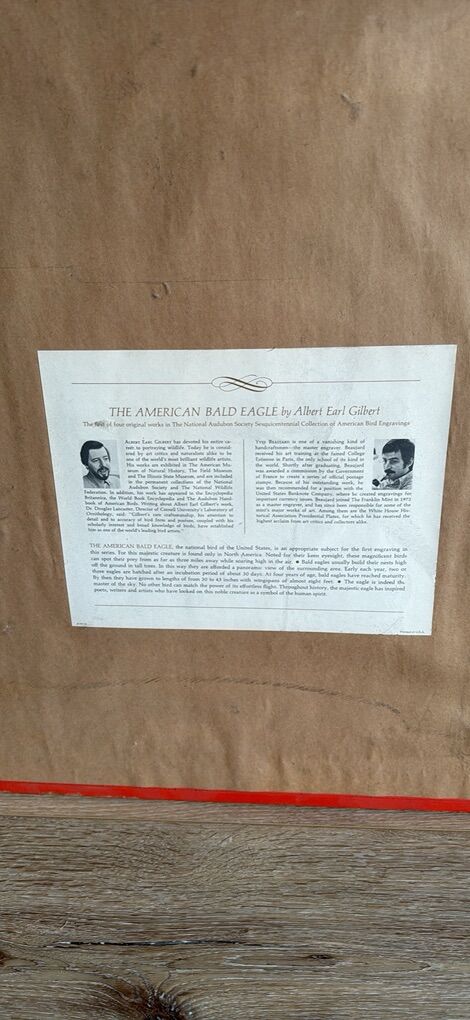 THE AMERICAN BALD EAGLE by Albert Earl Gilbert
The first of four original works in The National Audubon Society Sesquicentennial Collection of American Bird Engravings
ALBERT EARL GILBERT has devoted his entire ca-
reer to portraying wildlife. Today he is consid-
ered by art critics and naturalists alike to be
one of the world's most brilliant wildlife artists.
His works are exhibited in The American Mu-
seum of Natural History, The Field Museum
and The Illinois State Museum, and are included
in the permanent collections of the National
Audubon Society and The National Wildlife
Federation. In addition, his work has appeared in the Encyclopedia
Britannica, the World Book Encyclopedia and The Audubon Hand-
book of American Birds. Writing about Albert Earl Gilbert's work,
Dr. Douglas Lancaster, Director of Cornell University's Laboratory of
Ornithology, said: "Gilbert's rare craftsmanship, his attention to
detail and to accuracy of bird form and posture, coupled with his
scholarly interest and broad knowledge of birds, have established
him as one of the world's leading bird artists."
YVES BEAUJARD is one of a vanishing kind of
handcraftsmen—the master engraver. Beaujard
received his art training at the famed College
Estienne in Paris, the only school of its kind in
the world. Shortly after graduating, Beaujard
was awarded a commission by the Government
of France to create a series of official postage
stamps. Because of his outstanding work, he
was then recommended for a position with the
United States Banknote Company, where he created engravings for
important currency issues. Beaujard joined The Franklin Mint in 1972
as a master engraver, and has since been responsible for some of the
mint's major works of art. Among them are the White House His-
torical Association Presidential Plates, for which he has received the
highest acclaim from art critics and collectors alike.
THE AMERICAN BALD EAGLE, the national bird of the United States, is an appropriate subject for the first engraving in
this series. For this majestic creature is found only in North America. Noted for their keen eyesight, these magnificent birds
can spot their prey from as far as three miles away while soaring high in the air. • Bald eagles usually build their nests high
off the ground in tall trees. In this way they are afforded a panoramic view of the surrounding area. Early each year, two or
three eagles are hatched after an incubation period of about 30 days. At four years of age, bald eagles have reached maturity.
By then they have grown to lengths of from 30 to 43 inches with wingspans of almost eight feet. • The eagle is indeed the
master of the sky. No other bird can match the power of its effortless flight. Throughout history, the majestic eagle has inspired
poets, writers and artists who have looked on this noble creature as a symbol of the human spirit.
Printed in U.S.A.